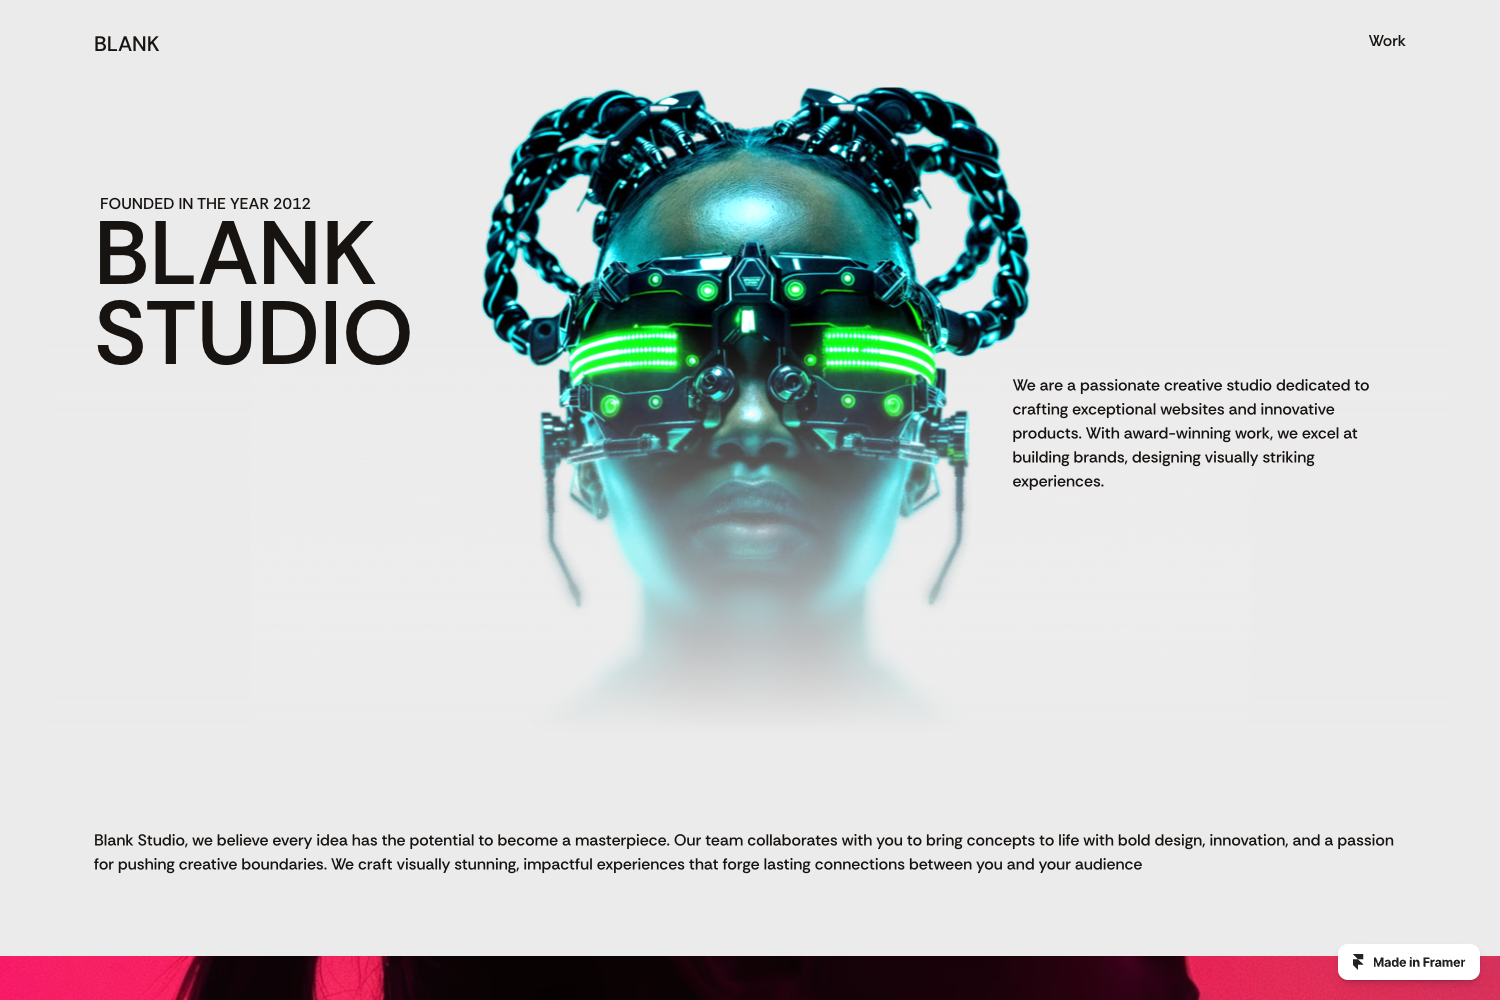 BLANK
Work
FOUNDED IN THE YEAR 2012
BLANK
STUDIO
We are a passionate creative studio dedicated to
crafting exceptional websites and innovative
products. With award-winning work, we excel at
building brands, designing visually striking
experiences.
Blank Studio, we believe every idea has the potential to become a masterpiece. Our team collaborates with you to bring concepts to life with bold design, innovation, and a passion
for pushing creative boundaries. We craft visually stunning, impactful experiences that forge lasting connections between you and your audience
Made in Framer